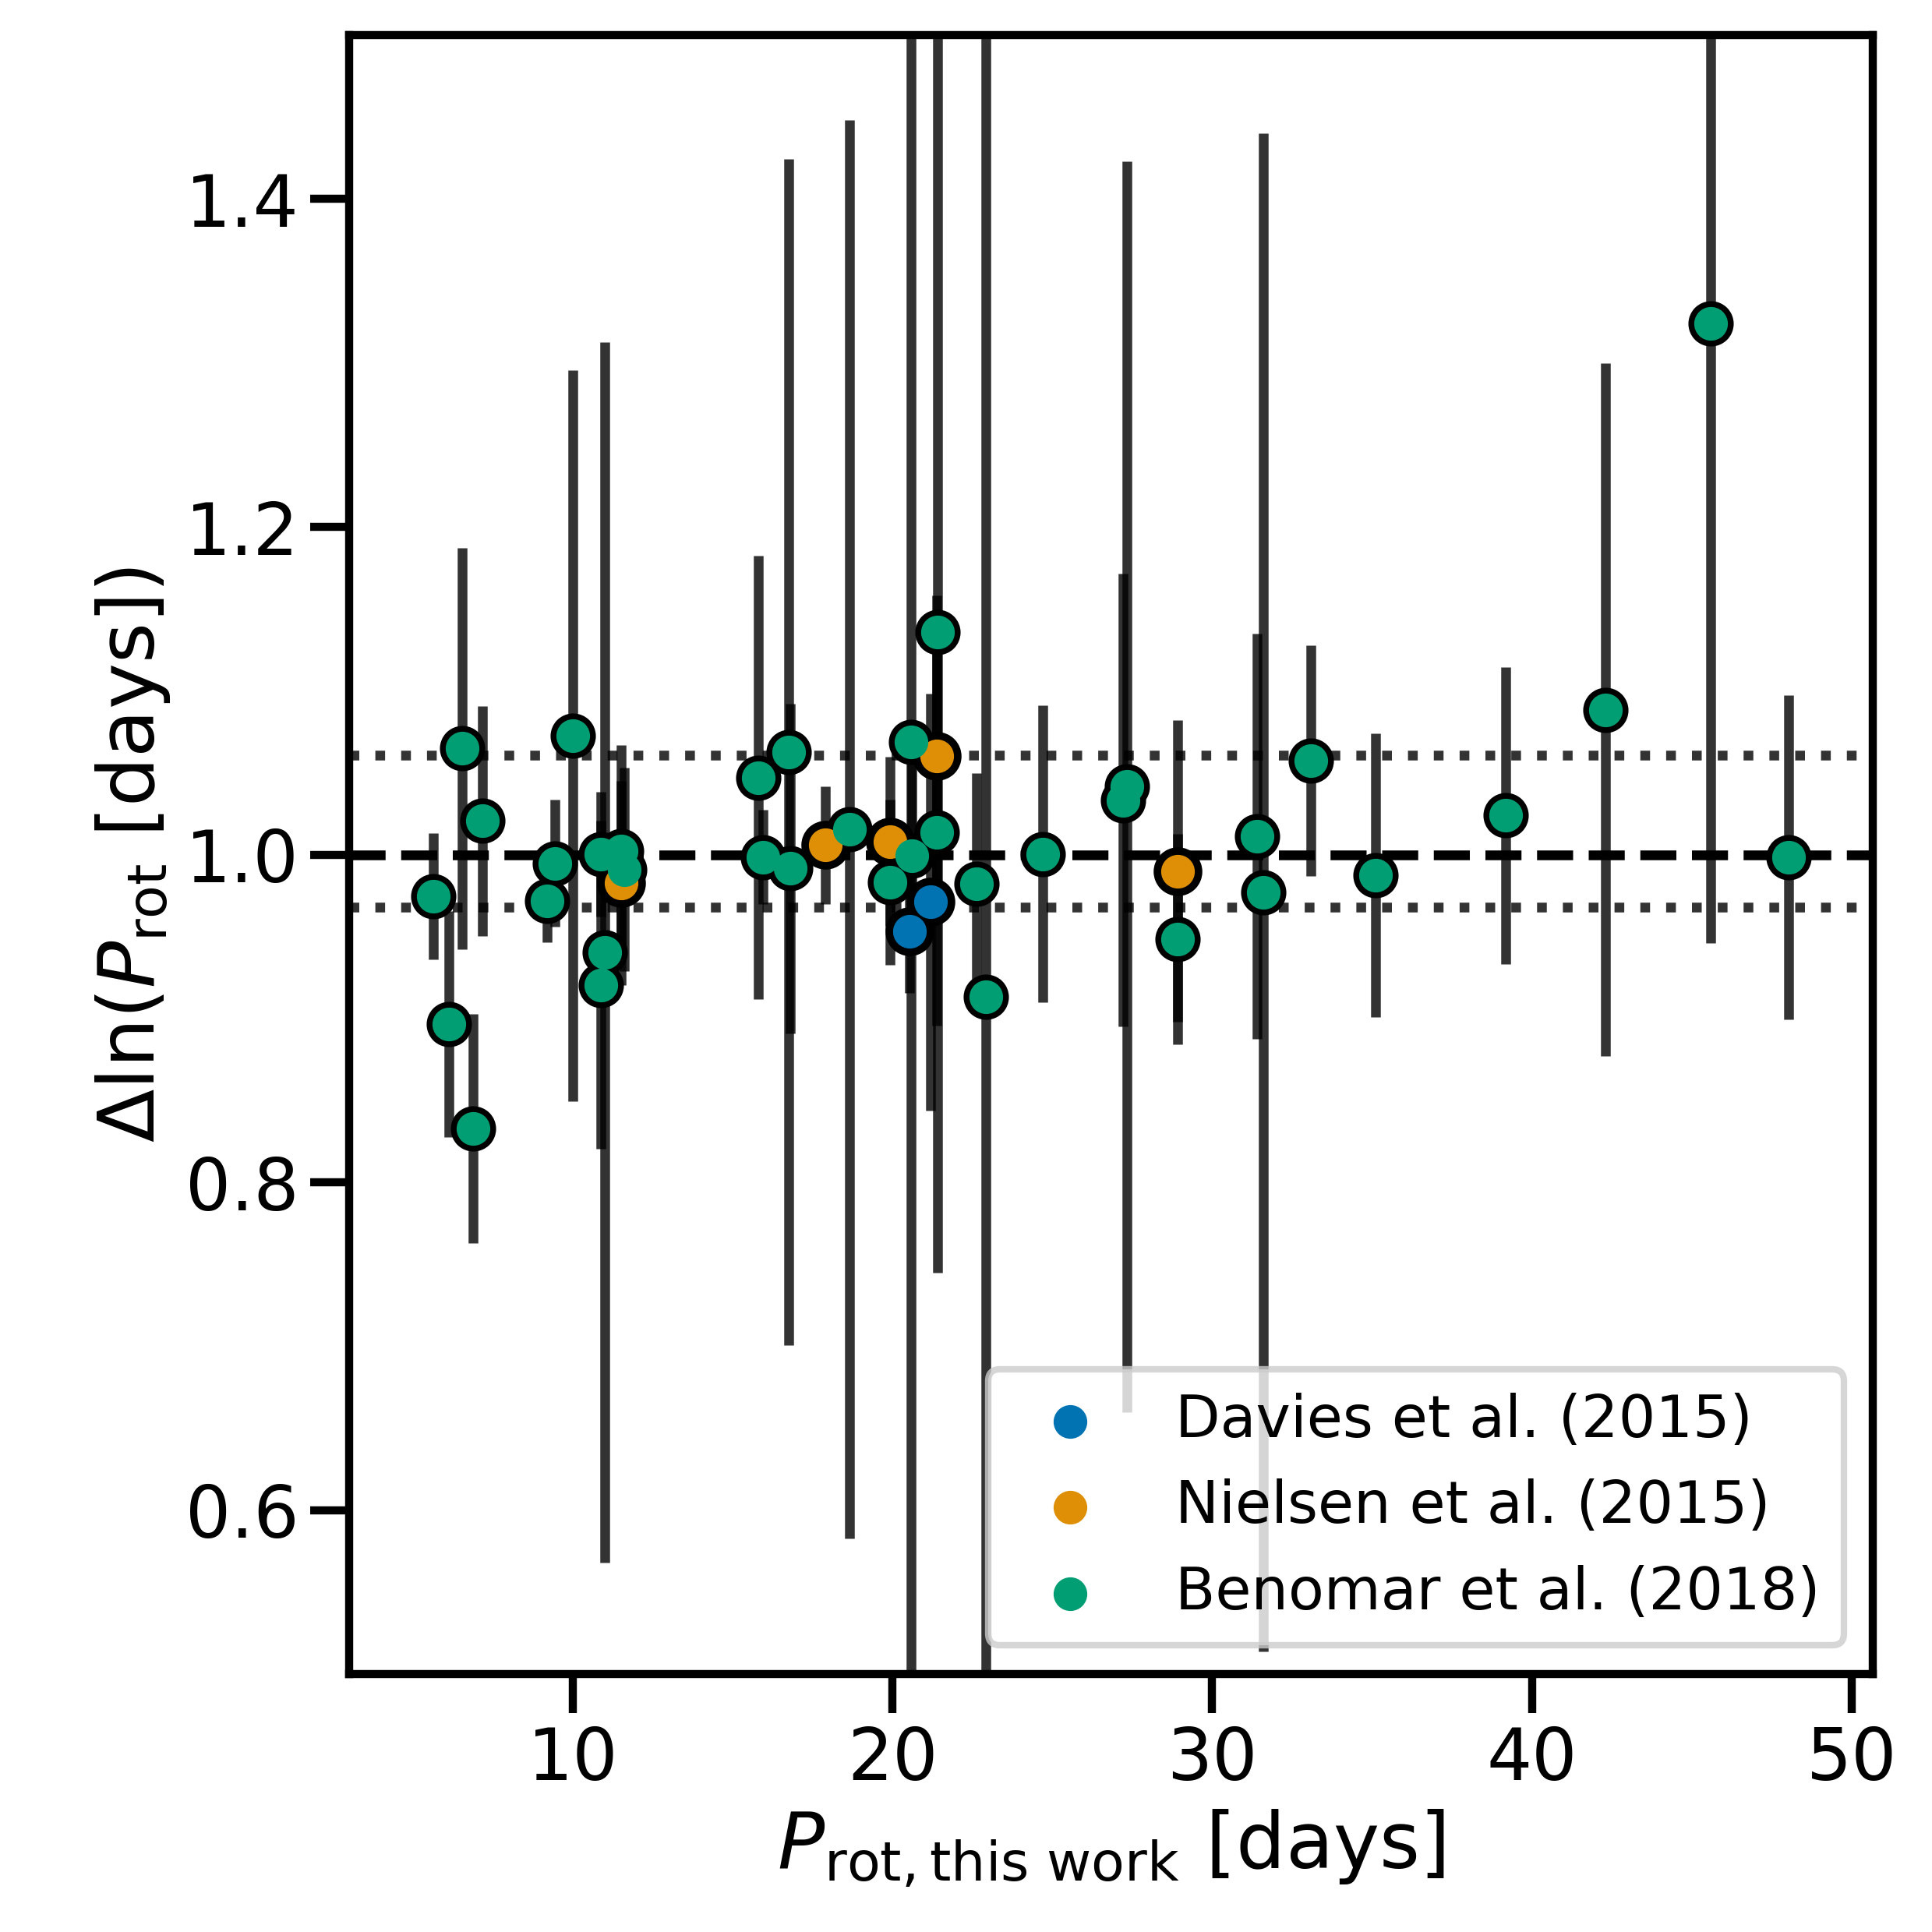 Δln(P_rot [days])
1.4
1.2
1.0
0.8
0.6
Davies et al. (2015)
Nielsen et al. (2015)
Benomar et al. (2018)
10 20 30 40 50
P_rot, this work [days]